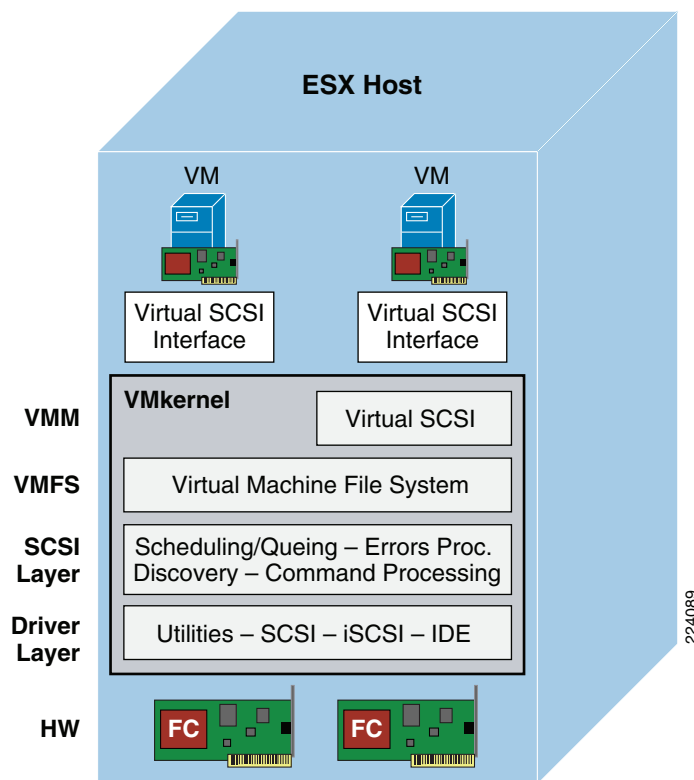 ESX Host
VM
VM
Virtual SCSI
Interface
Virtual SCSI
Interface
VMkernel
VMM
Virtual SCSI
VMFS
Virtual Machine File System
SCSI
Layer
Scheduling/Queing – Errors Proc.
Discovery – Command Processing
Driver
Layer
Utilities – SCSI – iSCSI – IDE
HW
FC
FC
224089